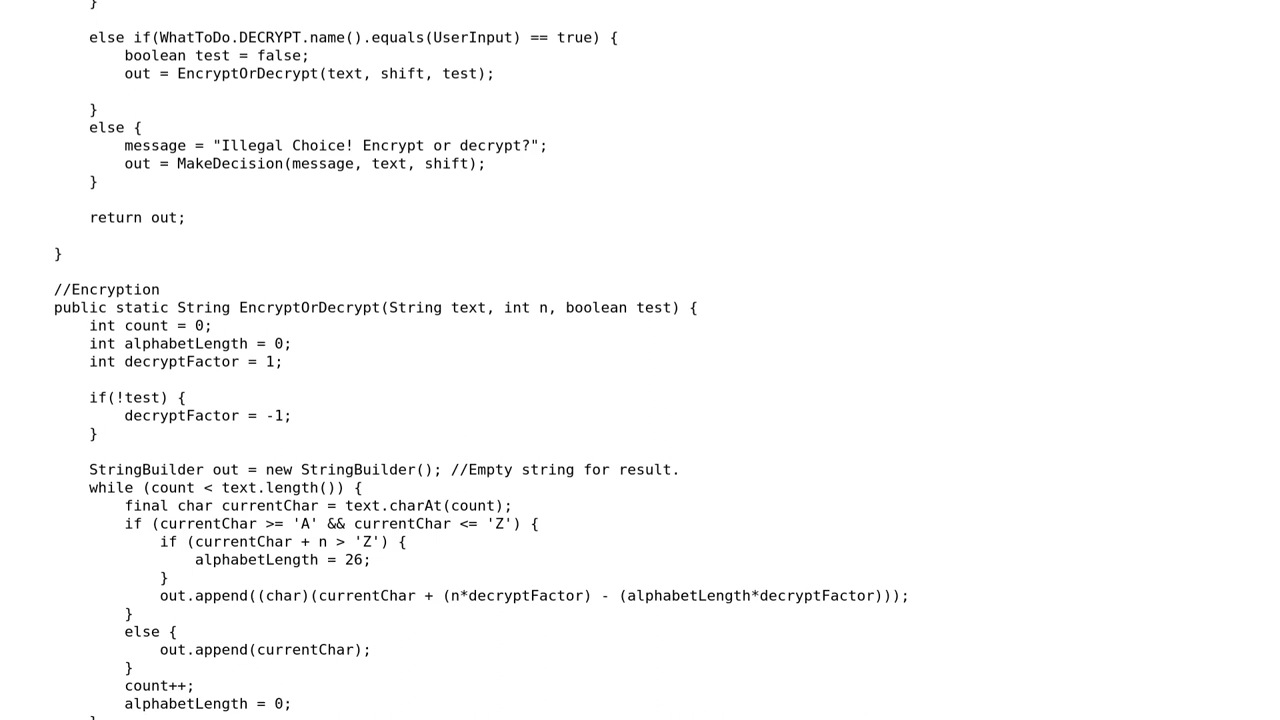 }
else if(WhatToDo.DECRYPT.name().equals(UserInput) == true) {
boolean test = false;
out = EncryptOrDecrypt(text, shift, test);
}
else {
message = "Illegal Choice! Encrypt or decrypt?";
out = MakeDecision(message, text, shift);
}
return out;
}
//Encryption
public static String EncryptOrDecrypt(String text, int n, boolean test) {
int count = 0;
int alphabetLength = 0;
int decryptFactor = 1;
if(!test) {
decryptFactor = -1;
}
StringBuilder out = new StringBuilder(); //Empty string for result.
while (count < text.length()) {
final char currentChar = text.charAt(count);
if (currentChar >= 'A' && currentChar <= 'Z') {
if (currentChar + n > 'Z') {
alphabetLength = 26;
}
out.append((char)(currentChar + (n*decryptFactor) - (alphabetLength*decryptFactor)));
}
else {
out.append(currentChar);
}
count++;
alphabetLength = 0;
}